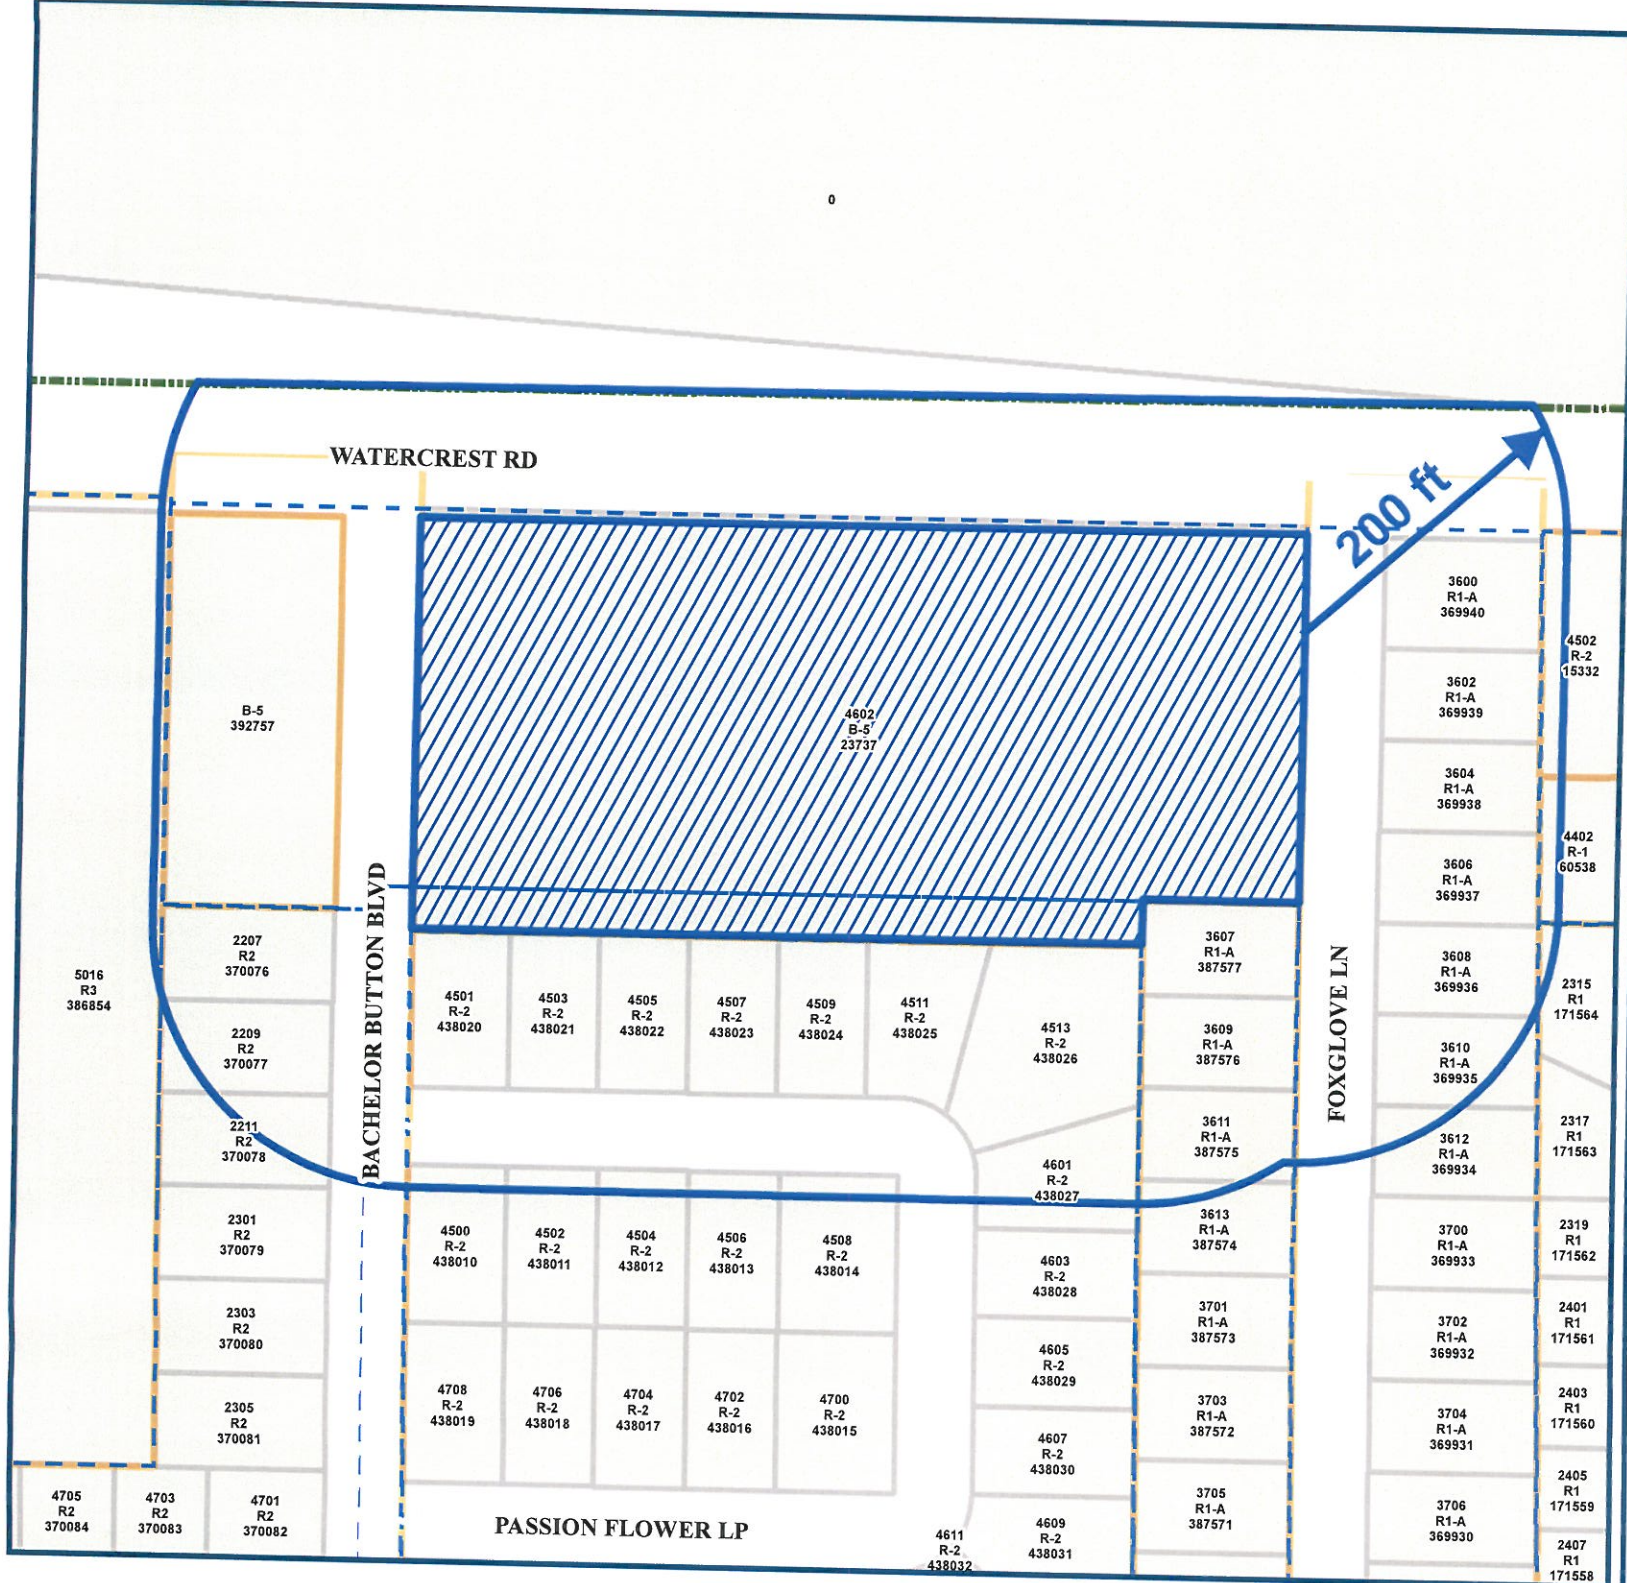 0
WATERCREST RD
200 ft
3600
R1-A
369940
4502
R-2
15332
3602
R1-A
369939
B-5
392757
4602
B-5
23737
3604
R1-A
369938
4402
R-1
60538
3606
R1-A
369937
BACHELOR BUTTON BLVD
FOXGLOVE LN
2207
R2
370076
3607
R1-A
387577
3608
R1-A
369936
5016
R3
386854
4501
R-2
438020
4503
R-2
438021
4505
R-2
438022
4507
R-2
438023
4509
R-2
438024
4511
R-2
438025
4513
R-2
438026
2315
R1
171564
2209
R2
370077
3609
R1-A
387576
3610
R1-A
369935
2211
R2
370078
3611
R1-A
387575
3612
R1-A
369934
2317
R1
171563
4601
R-2
438027
2301
R2
370079
4500
R-2
438010
4502
R-2
438011
4504
R-2
438012
4506
R-2
438013
4508
R-2
438014
3613
R1-A
387574
3700
R1-A
369933
2319
R1
171562
4603
R-2
438028
2303
R2
370080
3701
R1-A
387573
3702
R1-A
369932
2401
R1
171561
4605
R-2
438029
2305
R2
370081
4708
R-2
438019
4706
R-2
438018
4704
R-2
438017
4702
R-2
438016
4700
R-2
438015
3703
R1-A
387572
3704
R1-A
369931
2403
R1
171560
4607
R-2
438030
2405
R1
171559
4705
R2
370084
4703
R2
370083
4701
R2
370082
3705
R1-A
387571
3706
R1-A
369930
PASSION FLOWER LP
4611
R-2
438032
4609
R-2
438031
2407
R1
171558